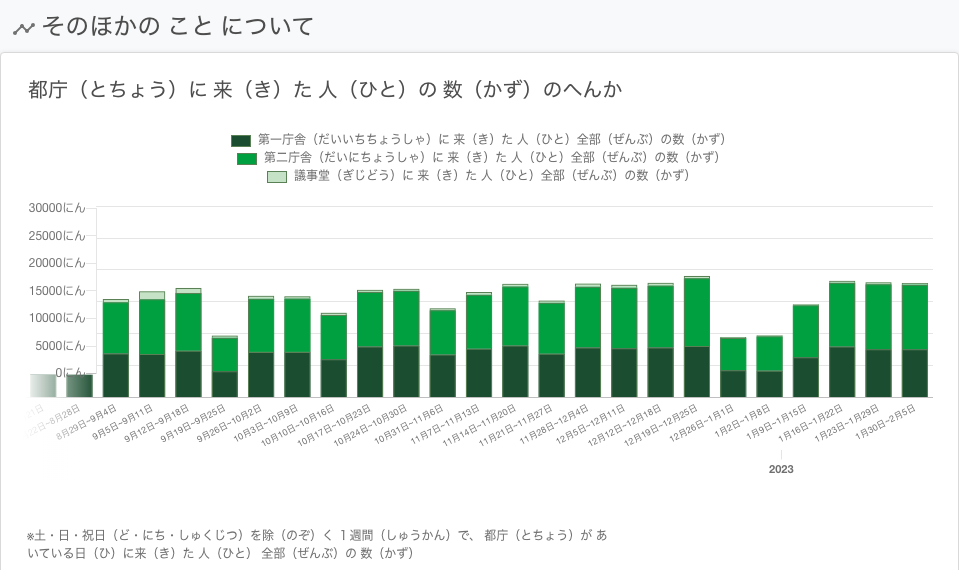 そのほかの こと について
都庁（とちょう）に 来（き）た 人（ひと）の 数（かず）のへんか
第一庁舎（だいいちちょうしゃ）に 来（き）た 人（ひと）全部（ぜんぶ）の数（かず）
第二庁舎（だいにちょうしゃ）に 来（き）た 人（ひと）全部（ぜんぶ）の数（かず）
議事堂（ぎじどう）に 来（き）た 人（ひと）全部（ぜんぶ）の数（かず）
30000にん
25000にん
20000にん
15000にん
10000にん
5000にん
0にん
22日~8月28日
8月29日~9月4日
9月5日~9月11日
9月12日~9月18日
9月19日~9月25日
9月26日~10月2日
10月3日~10月9日
10月10日~10月16日
10月17日~10月23日
10月24日~10月30日
10月31日~11月6日
11月7日~11月13日
11月14日~11月20日
11月21日~11月27日
11月28日~12月4日
12月5日~12月11日
12月12日~12月18日
12月19日~12月25日
12月26日~1月1日
1月2日~1月8日
1月9日~1月15日
1月16日~1月22日
1月23日~1月29日
1月30日~2月5日
2023
※土・日・祝日（ど・にち・しゅくじつ）を除（のぞ）く １週間（しゅうかん）で、 都庁（とちょう）が あ
いている日（ひ）に来（き）た 人（ひと） 全部（ぜんぶ）の 数（かず）